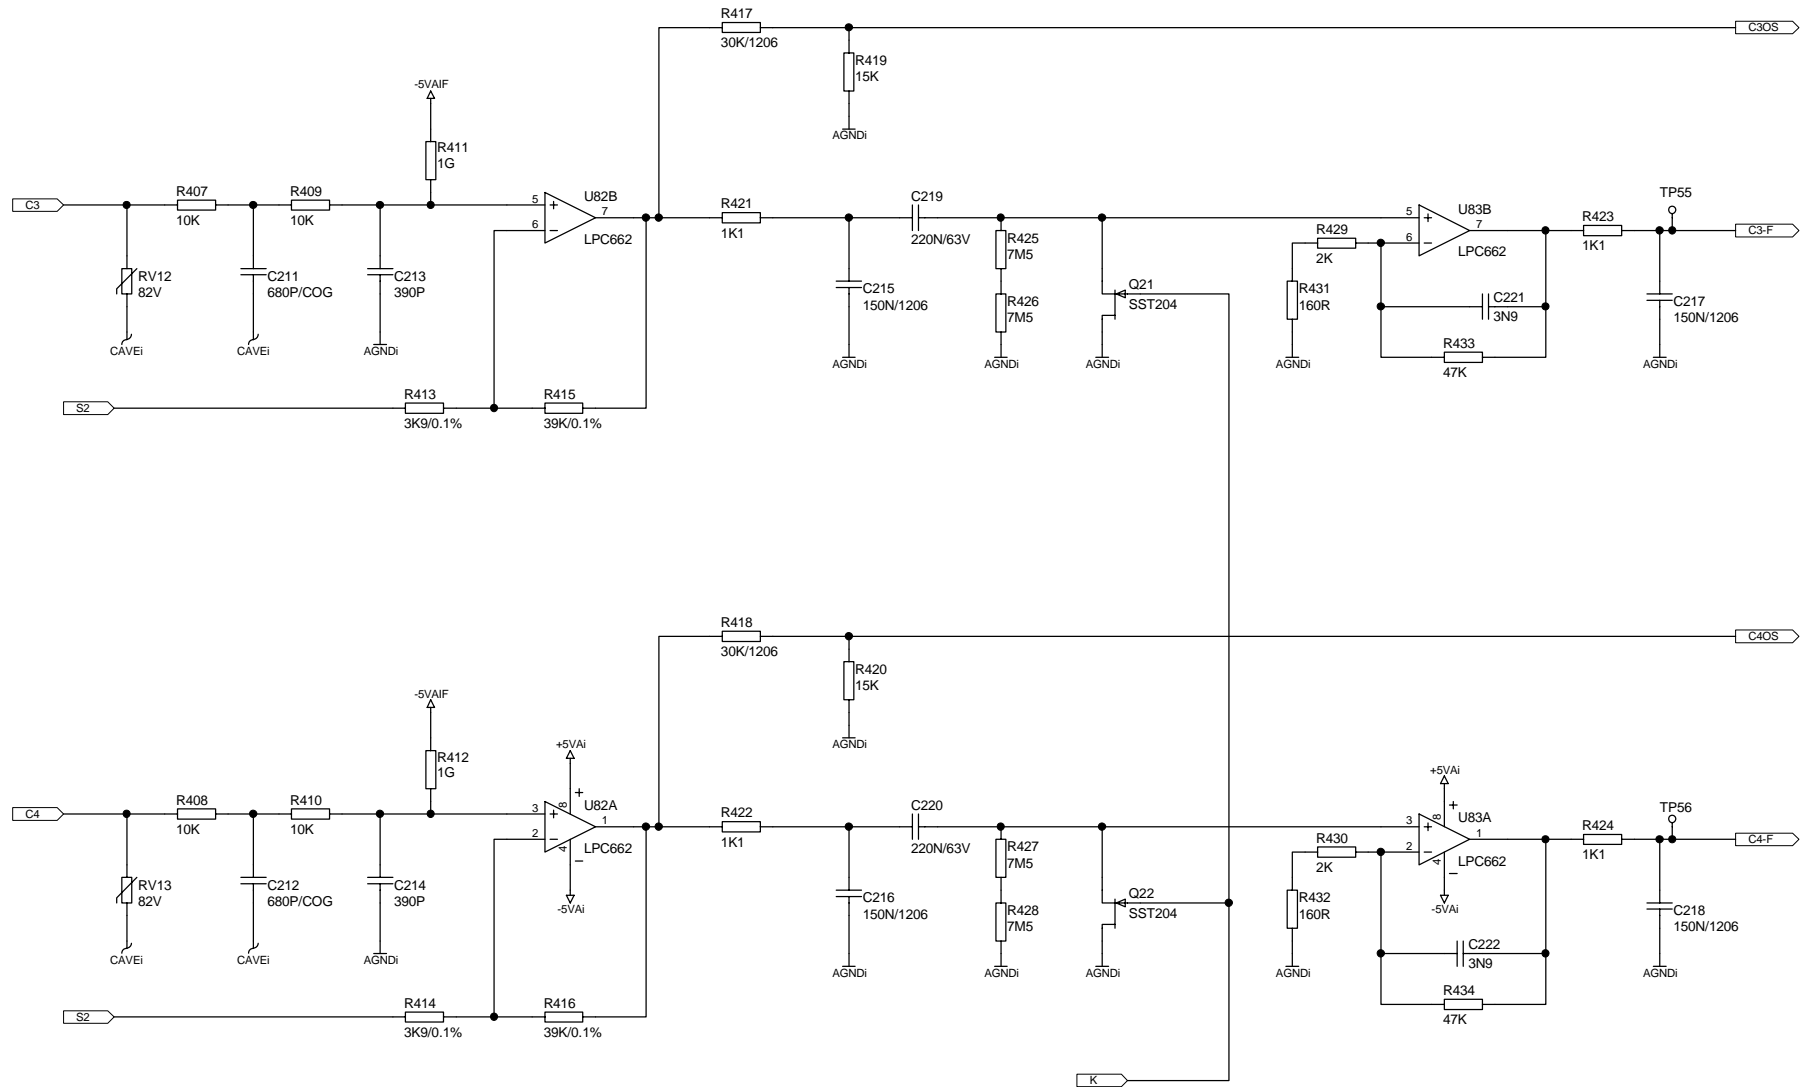 R417
30K/1206
C3OS
R419
15K
AGNDi
-5VAIF
R411
1G
C3
R407
10K
R409
10K
5
+
6
−
U82B
7
LPC662
RV12
82V
CAVEi
C211
680P/COG
CAVEi
C213
390P
AGNDi
R421
1K1
C219
220N/63V
C215
150N/1206
AGNDi
R425
7M5
R426
7M5
AGNDi
Q21
SST204
AGNDi
R429
2K
R431
160R
AGNDi
5
+
6
−
U83B
7
LPC662
C221
3N9
R433
47K
R423
1K1
TP55
C3-F
C217
150N/1206
AGNDi
S2
R413
3K9/0.1%
R415
39K/0.1%
R418
30K/1206
C4OS
R420
15K
AGNDi
-5VAIF
R412
1G
+5VAi
C4
R408
10K
R410
10K
3
+
2
−
8
+
4
−
U82A
1
LPC662
-5VAi
RV13
82V
CAVEi
C212
680P/COG
CAVEi
C214
390P
AGNDi
R422
1K1
C220
220N/63V
C216
150N/1206
AGNDi
R427
7M5
R428
7M5
AGNDi
Q22
SST204
AGNDi
R430
2K
R432
160R
AGNDi
+5VAi
3
+
2
−
8
+
4
−
U83A
1
LPC662
-5VAi
C222
3N9
R434
47K
R424
1K1
TP56
C4-F
C218
150N/1206
AGNDi
S2
R414
3K9/0.1%
R416
39K/0.1%
K